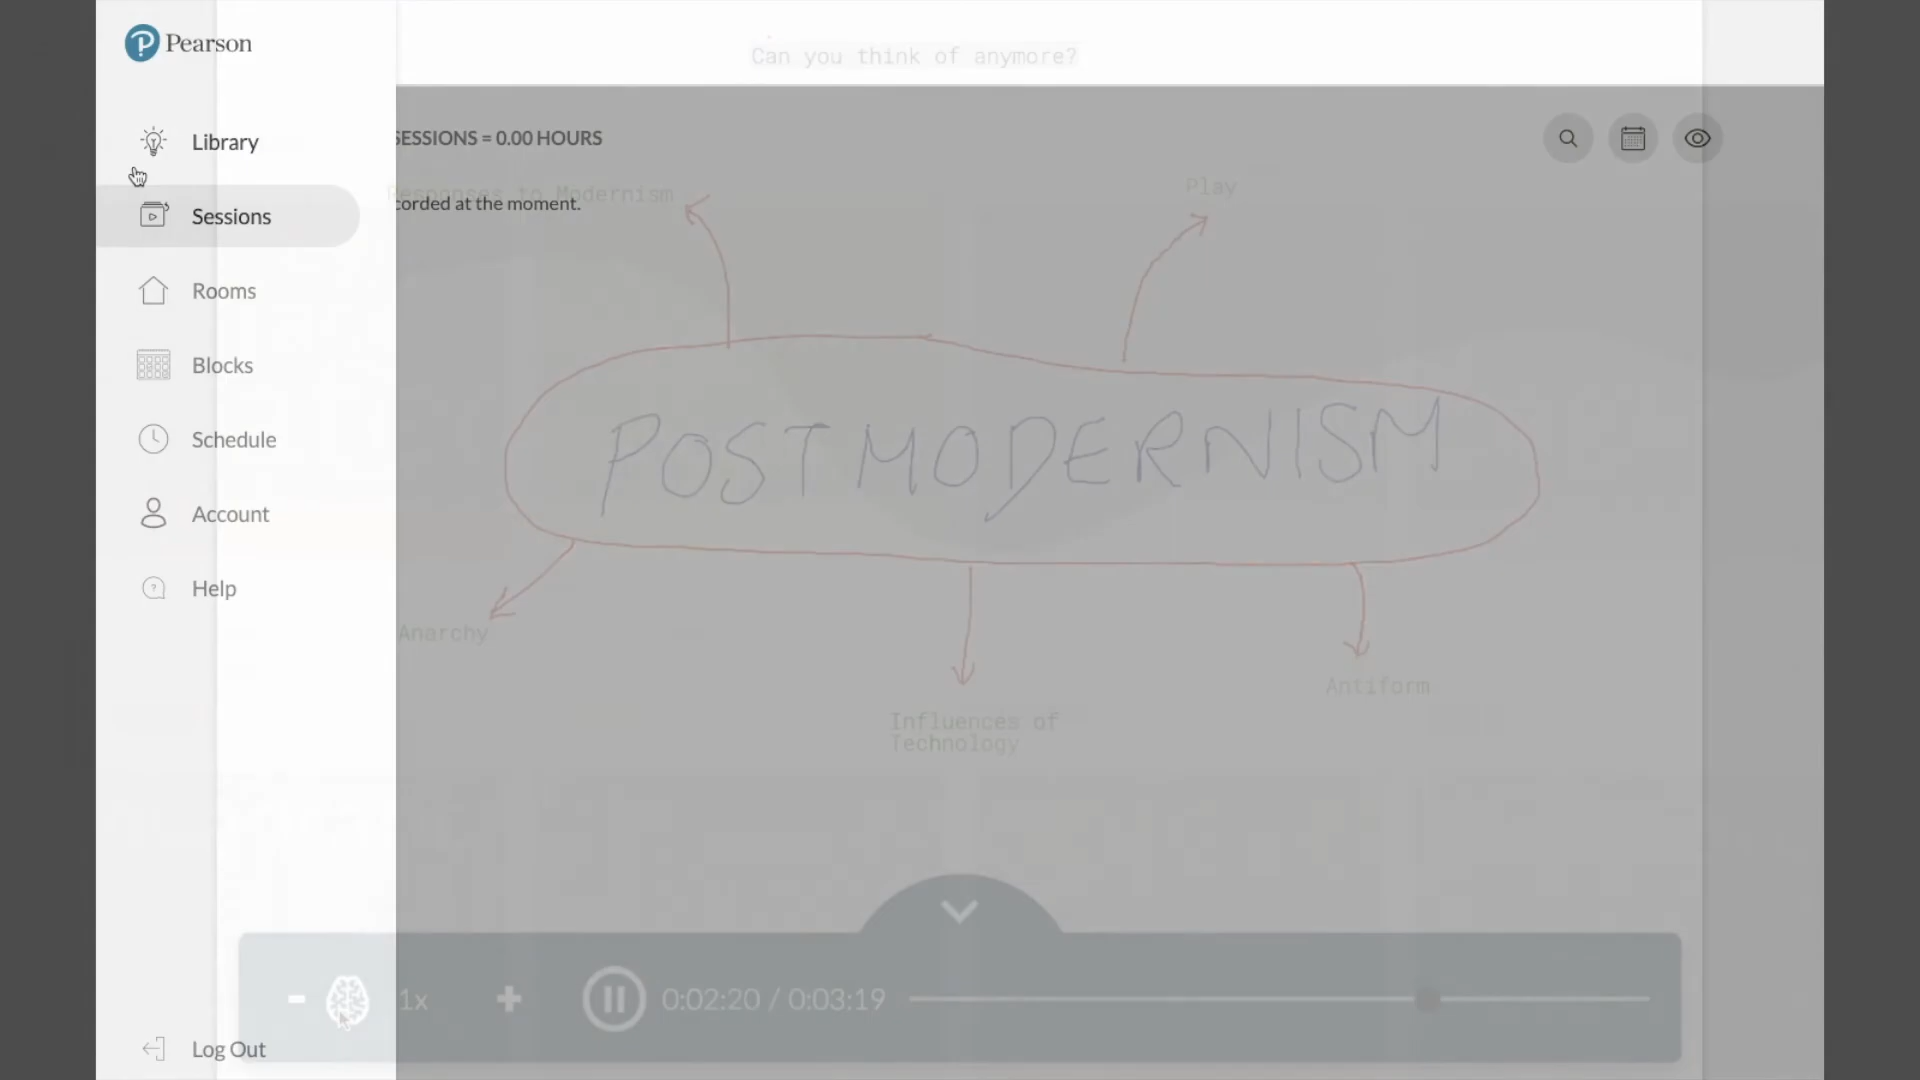 Pearson
Can you think of anymore?
Library
SESSIONS = 0.00 HOURS
Responses to Modernism
Play
corded at the moment.
Sessions
Rooms
Blocks
POSTMODERNISM
Schedule
Account
Help
Anarchy
Antiform
Influences of
Technology
- 1x + 0:02:20 / 0:03:19
Log Out